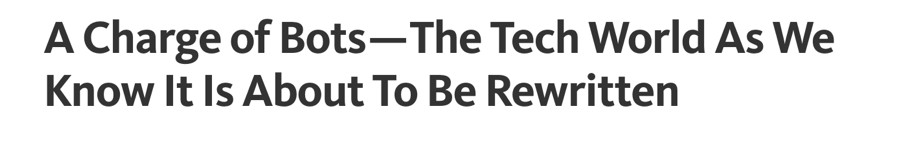 A Charge of Bots—The Tech World As We
Know It Is About To Be Rewritten